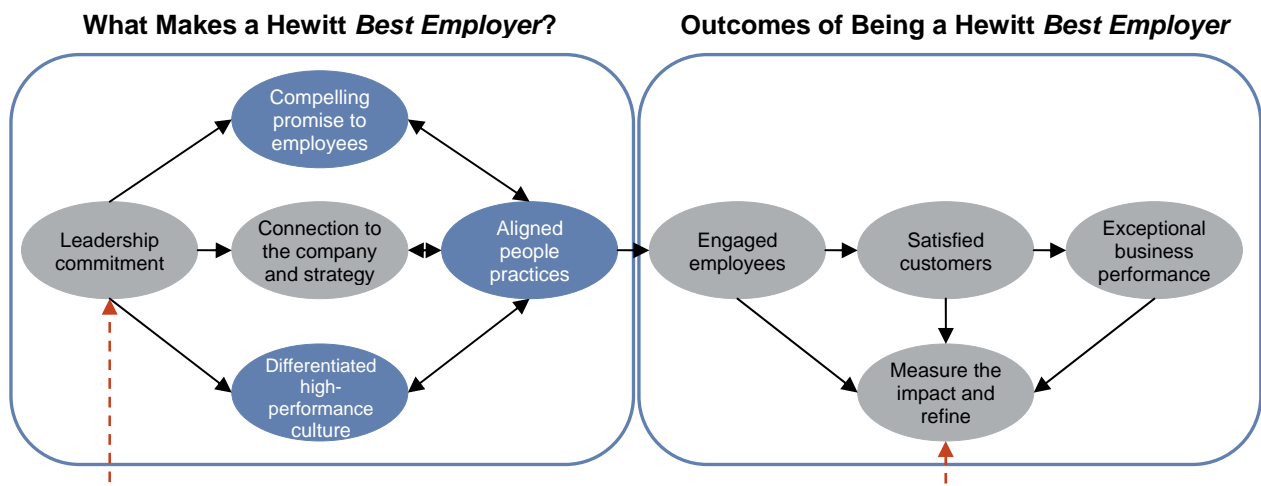 What Makes a Hewitt Best Employer?
Outcomes of Being a Hewitt Best Employer
Compelling
promise to
employees
Leadership
commitment
Connection to
the company
and strategy
Aligned
people
practices
Differentiated
high-
performance
culture
Engaged
employees
Satisfied
customers
Exceptional
business
performance
Measure the
impact and
refine